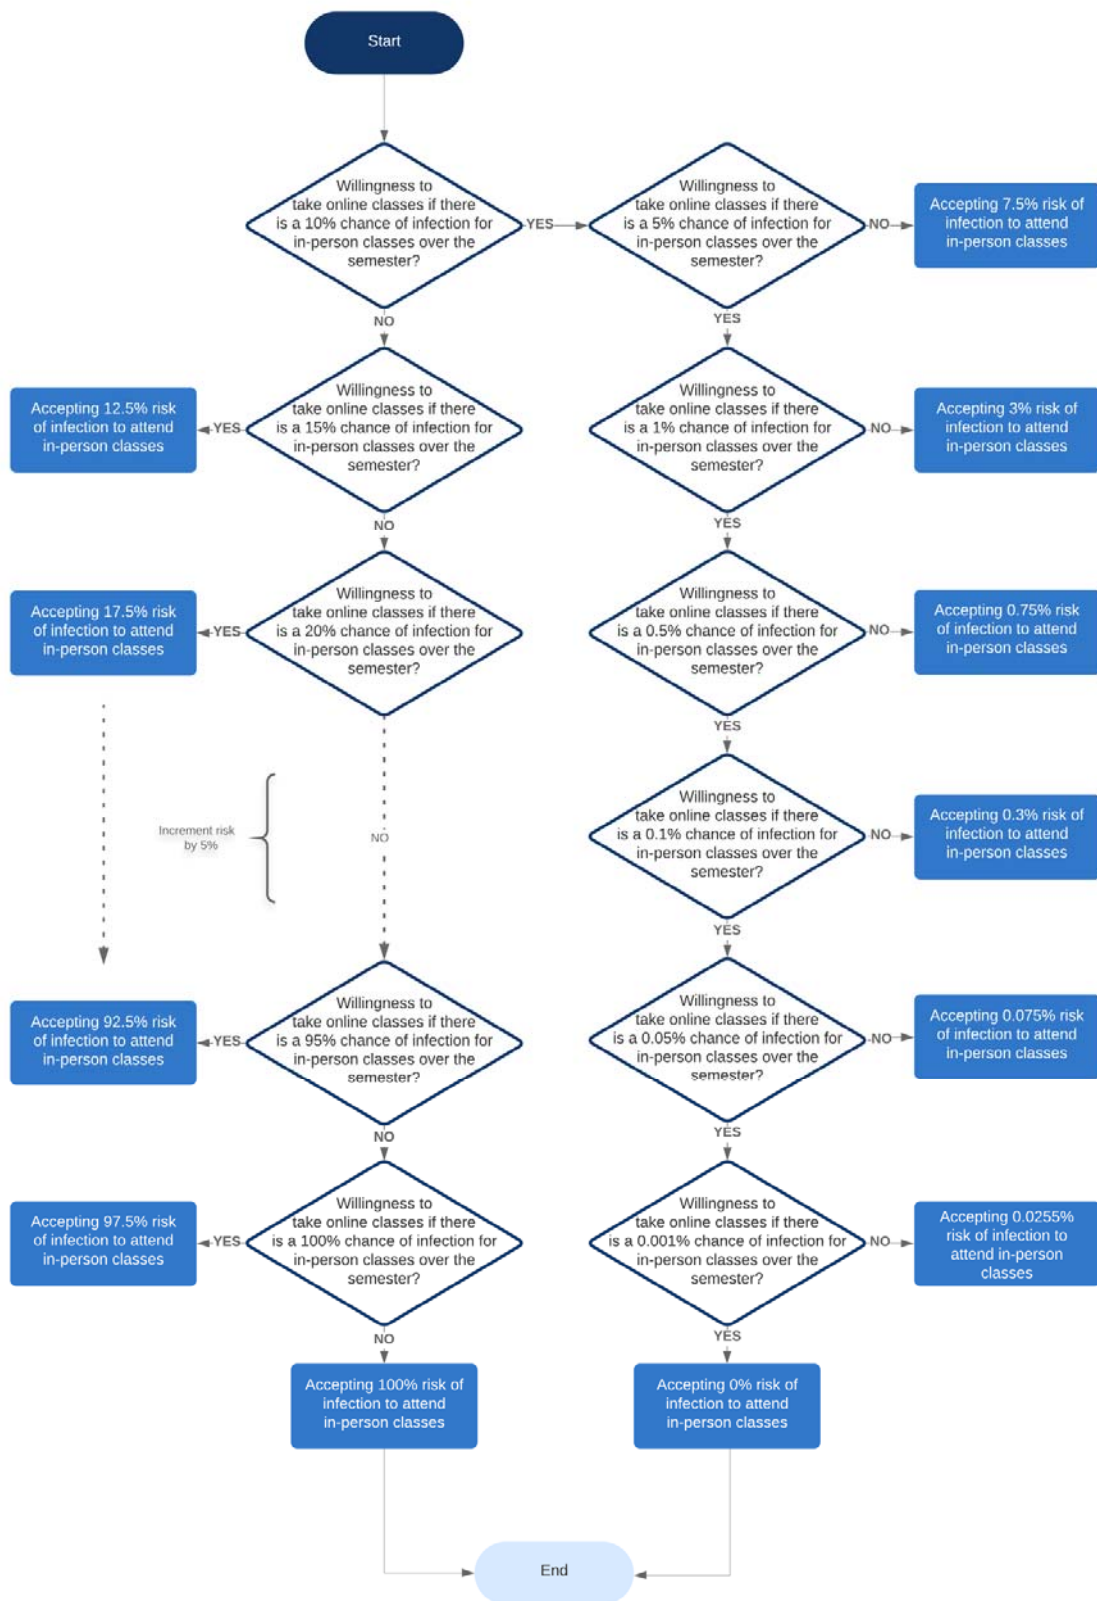 Start
Willingness to
take online classes if there
is a 10% chance of infection for
in-person classes over the
semester?
YES
Willingness to
take online classes if there
is a 5% chance of infection for
in-person classes over the
semester?
NO
Accepting 7.5% risk of
infection to attend
in-person classes
NO
YES
Accepting 12.5% risk
of infection to attend
in-person classes
YES
Willingness to
take online classes if there
is a 15% chance of infection for
in-person classes over the
semester?
Willingness to
take online classes if there
is a 1% chance of infection for
in-person classes over the
semester?
NO
Accepting 3% risk of
infection to attend
in-person classes
NO
YES
Accepting 17.5% risk
of infection to attend
in-person classes
YES
Willingness to
take online classes if there
is a 20% chance of infection for
in-person classes over the
semester?
Willingness to
take online classes if there
is a 0.5% chance of infection for
in-person classes over the
semester?
NO
Accepting 0.75% risk
of infection to attend
in-person classes
YES
Increment risk
by 5%
NO
Willingness to
take online classes if there
is a 0.1% chance of infection for
in-person classes over the
semester?
NO
Accepting 0.3% risk of
infection to attend
in-person classes
YES
Accepting 92.5% risk
of infection to attend
in-person classes
YES
Willingness to
take online classes if there
is a 95% chance of infection for
in-person classes over the
semester?
Willingness to
take online classes if there
is a 0.05% chance of infection for
in-person classes over the
semester?
NO
Accepting 0.075% risk
of infection to attend
in-person classes
NO
YES
Accepting 97.5% risk
of infection to attend
in-person classes
YES
Willingness to
take online classes if there
is a 100% chance of infection for
in-person classes over the
semester?
Willingness to
take online classes if there
is a 0.001% chance of infection for
in-person classes over the
semester?
NO
Accepting 0.0255%
risk of infection to
attend in-person
classes
NO
YES
Accepting 100% risk of
infection to attend
in-person classes
Accepting 0% risk of
infection to attend
in-person classes
End